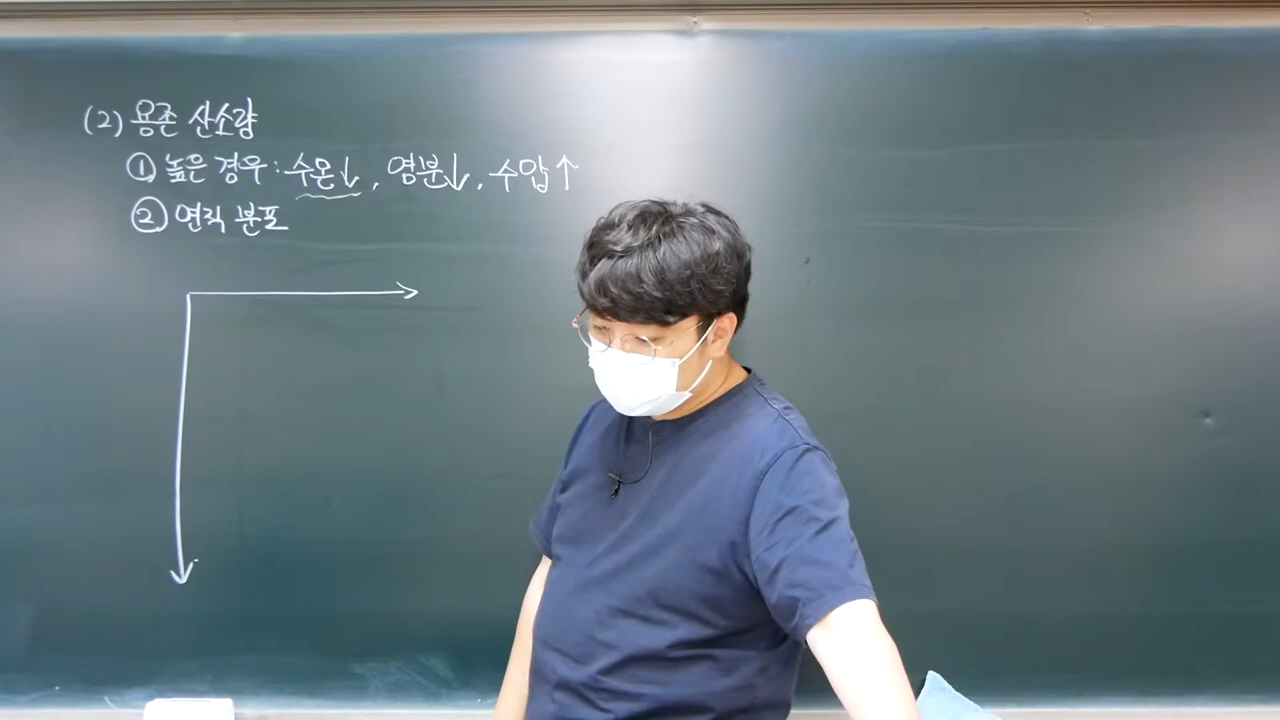 (2) 용존 산소량
① 높은 경우 : 수온↓, 염분↓, 수압↑
② 연직 분포